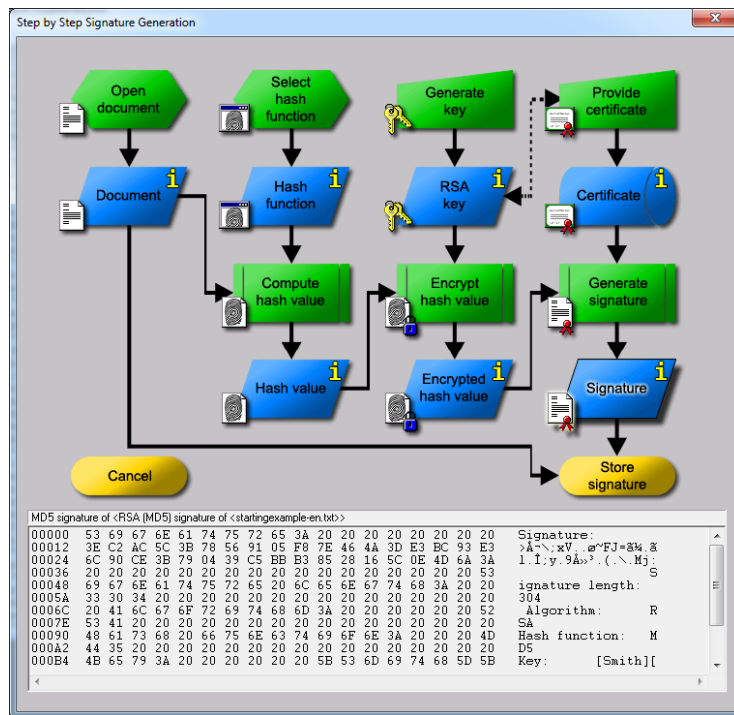 Step by Step Signature Generation
x
Open
document
Select
hash
function
Generate
key
Provide
certificate
Document
i
Hash
function
i
RSA
key
i
Certificate
i
Compute
hash value
Encrypt
hash value
Generate
signature
Hash value
i
Encrypted
hash value
i
Signature
i
Cancel
Store
signature
MD5 signature of <RSA (MD5) signature of <startingexample-en.txt>>
00000 53 69 67 6E 61 74 75 72 65 3A 20 20 20 20 20 20 20 20 Signature:
00012 3E C2 AC 5C 3B 78 56 91 05 F8 7E 46 4A 3D E3 BC 93 E3 >Â¬\;xV..ø~FJ=ã¼.ã
00024 6C 90 CE 3B 79 04 39 C5 BB B3 85 28 16 5C 0E 4D 6A 3A l.Î;y.9Å»³.(.\.Mj:
00036 20 20 20 20 20 20 20 20 20 20 20 20 20 20 20 20 20 53 S
00048 69 67 6E 61 74 75 72 65 20 6C 65 6E 67 74 68 3A 20 20 ignature length:
0005A 33 30 34 20 20 20 20 20 20 20 20 20 20 20 20 20 20 20 304
0006C 20 41 6C 67 6F 72 69 74 68 6D 3A 20 20 20 20 20 20 52 Algorithm: R
0007E 53 41 20 20 20 20 20 20 20 20 20 20 20 20 20 20 20 20 SA
00090 48 61 73 68 20 66 75 6E 63 74 69 6F 6E 3A 20 20 20 4D Hash function: M
000A2 44 35 20 20 20 20 20 20 20 20 20 20 20 20 20 20 20 20 D5
000B4 4B 65 79 3A 20 20 20 20 20 20 20 5B 53 6D 69 74 68 5D 5B Key: [Smith][